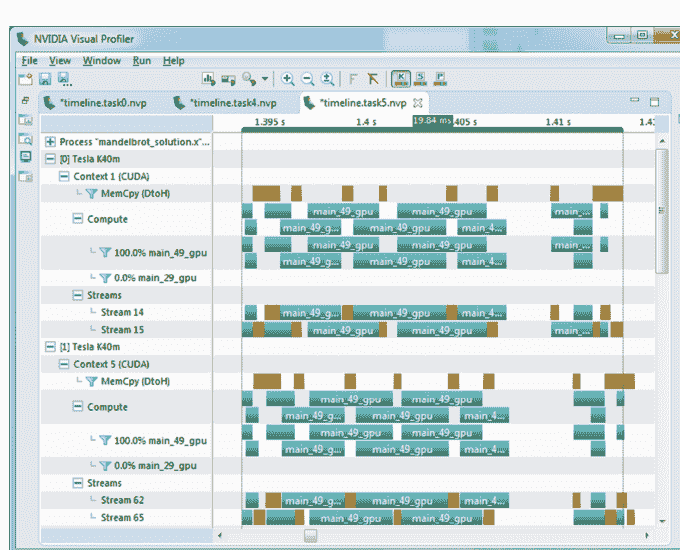 NVIDIA Visual Profiler
File View Window Run Help
K S P
*timeline.task0.nvp *timeline.task4.nvp *timeline.task5.nvp
1.395 s 1.4 s 19.84 ms 405 s 1.41 s 1.41
Process "mandelbrot_solution.x"...
[0] Tesla K40m
Context 1 (CUDA)
MemCpy (DtoH)
Compute main_49_gpu main_49_gpu main_...
main_49_g... main_49_gpu main_4...
100.0% main_49_gpu main_49_gpu main_49_gpu main_...
main_49_g... main_49_gpu main_4...
0.0% main_29_gpu
Streams
Stream 14 main_49_g... main_49_gpu main_4...
Stream 15 main_49_gpu main_49_gpu main_...
[1] Tesla K40m
Context 5 (CUDA)
MemCpy (DtoH)
Compute main_49_gpu main_49_gpu
main_49_gpu main_49_gpu main_4...
100.0% main_49_gpu main_49_gpu main_49_gpu
main_49_gpu main_49_gpu main_4...
0.0% main_29_gpu
Streams
Stream 62 main_49_g... main_49_gpu main_4...
Stream 65 main_49_gpu main_49_gpu